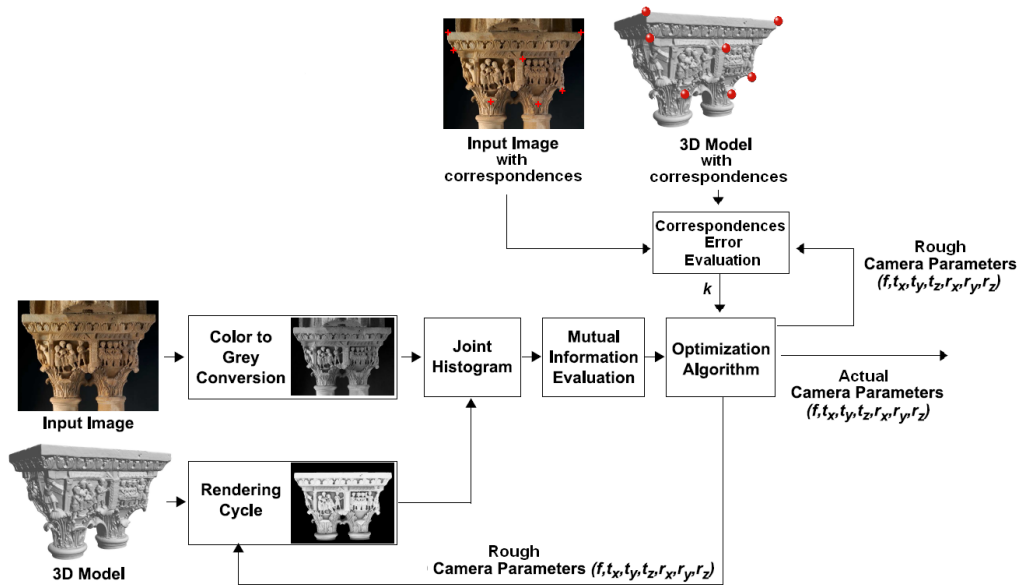 Input Image
with
correspondences
3D Model
with
correspondences
Correspondences
Error
Evaluation
Rough
Camera Parameters
(f,tx,ty,tz,rx,ry,rz)
k
Color to
Grey
Conversion
Joint
Histogram
Mutual
Information
Evaluation
Optimization
Algorithm
Actual
Camera Parameters
(f,tx,ty,tz,rx,ry,rz)
Input Image
Rendering
Cycle
Rough
Camera Parameters (f,tx,ty,tz,rx,ry,rz)
3D Model